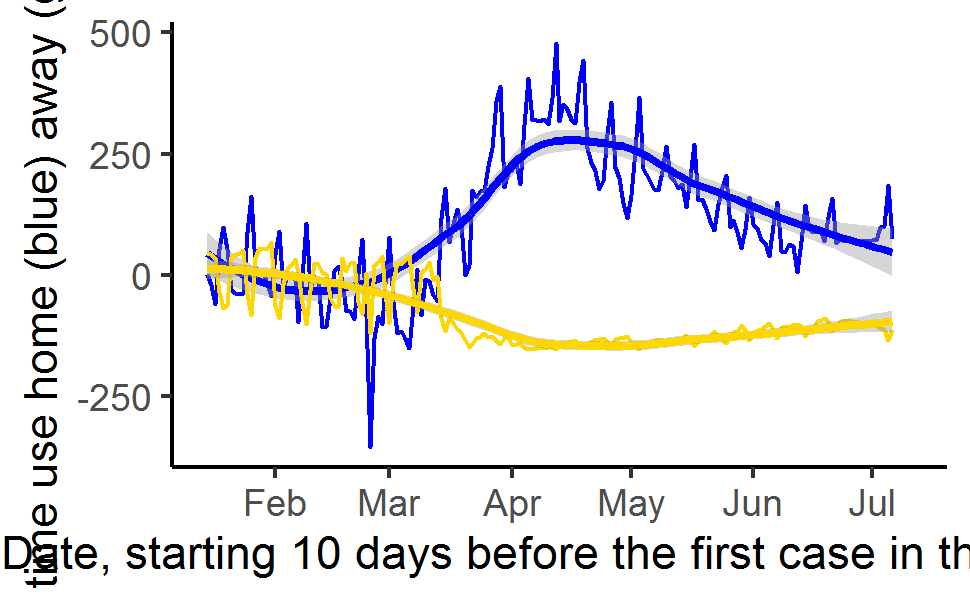 time use home (blue) away (
500
250
0
-250
Feb Mar Apr May Jun Jul
Date, starting 10 days before the first case in th